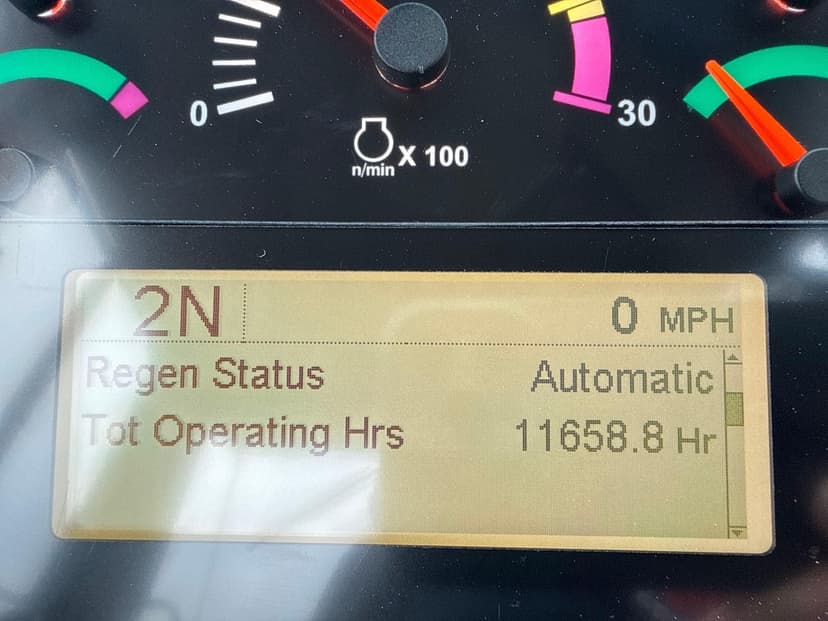 0
30
X 100
n/min
2N 0 MPH
Regen Status Automatic
Tot Operating Hrs 11658.8 Hr